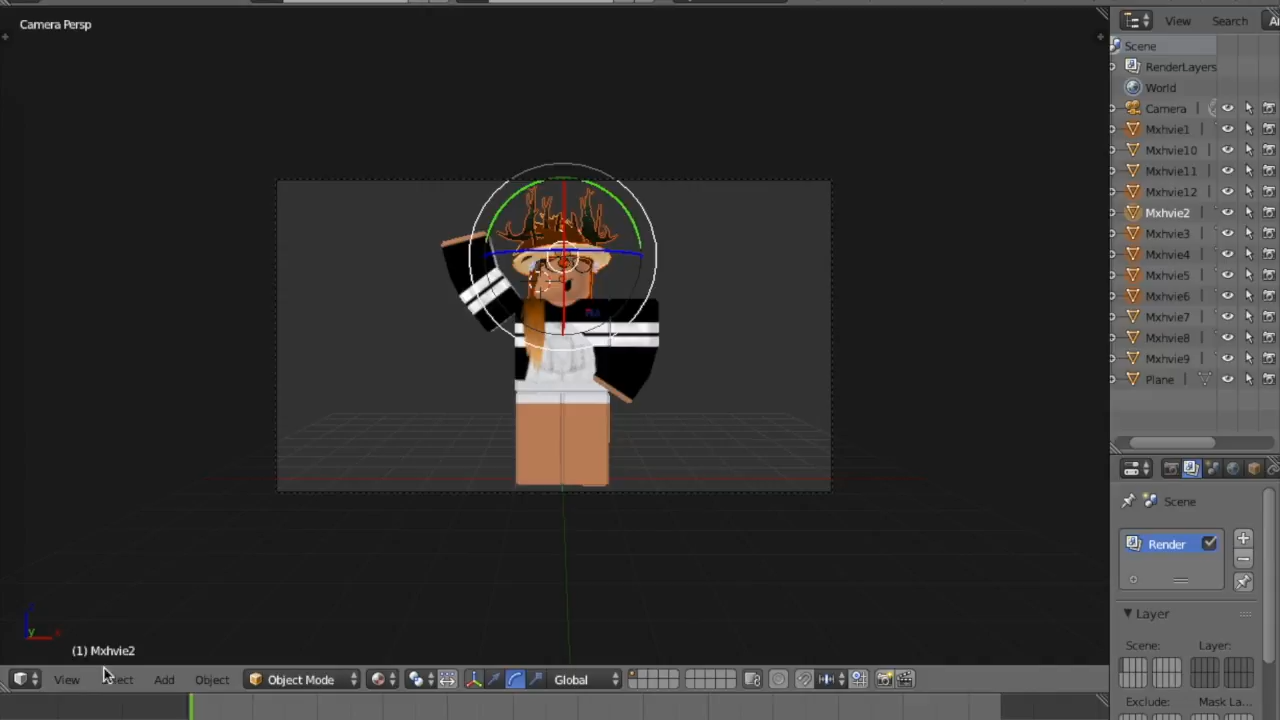 Camera Persp
View Search
Scene
RenderLayers
World
Camera
Mxhvie1
Mxhvie10
Mxhvie11
Mxhvie12
Mxhvie2
Mxhvie3
Mxhvie4
Mxhvie5
Mxhvie6
Mxhvie7
Mxhvie8
Mxhvie9
Plane
Scene
Render
Layer
Scene: Layer:
Exclude: Mask La...
(1) Mxhvie2
View Add Object Object Mode Global